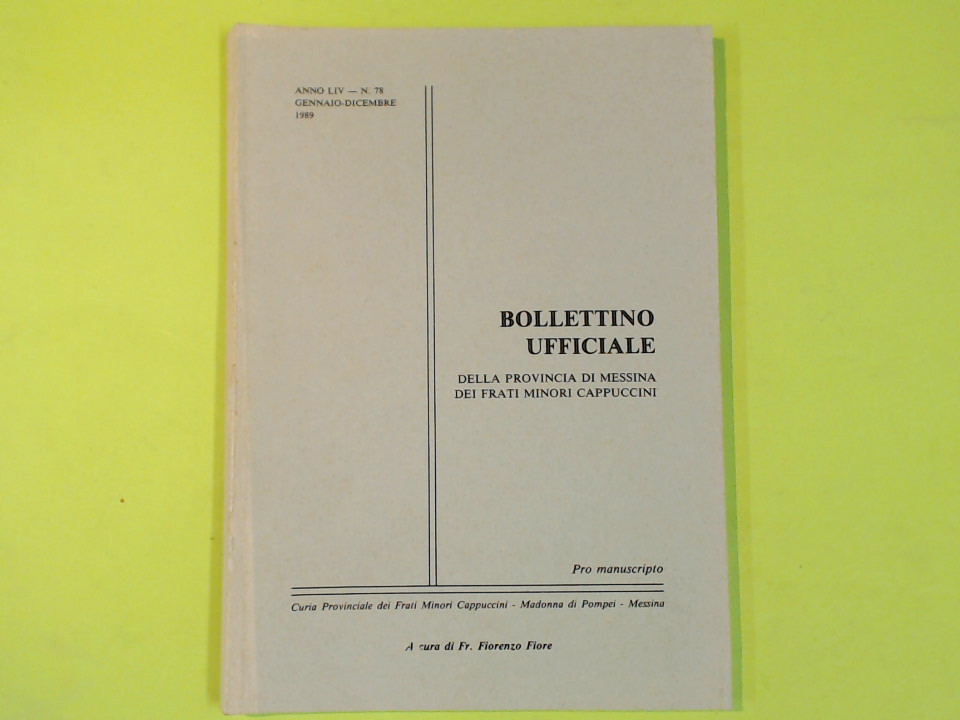 ANNO LIV — N. 78
GENNAIO-DICEMBRE
1989
BOLLETTINO
UFFICIALE
DELLA PROVINCIA DI MESSINA
DEI FRATI MINORI CAPPUCCINI
Pro manuscripto
Curia Provinciale dei Frati Minori Cappuccini - Madonna di Pompei - Messina
A cura di Fr. Fiorenzo Fiore